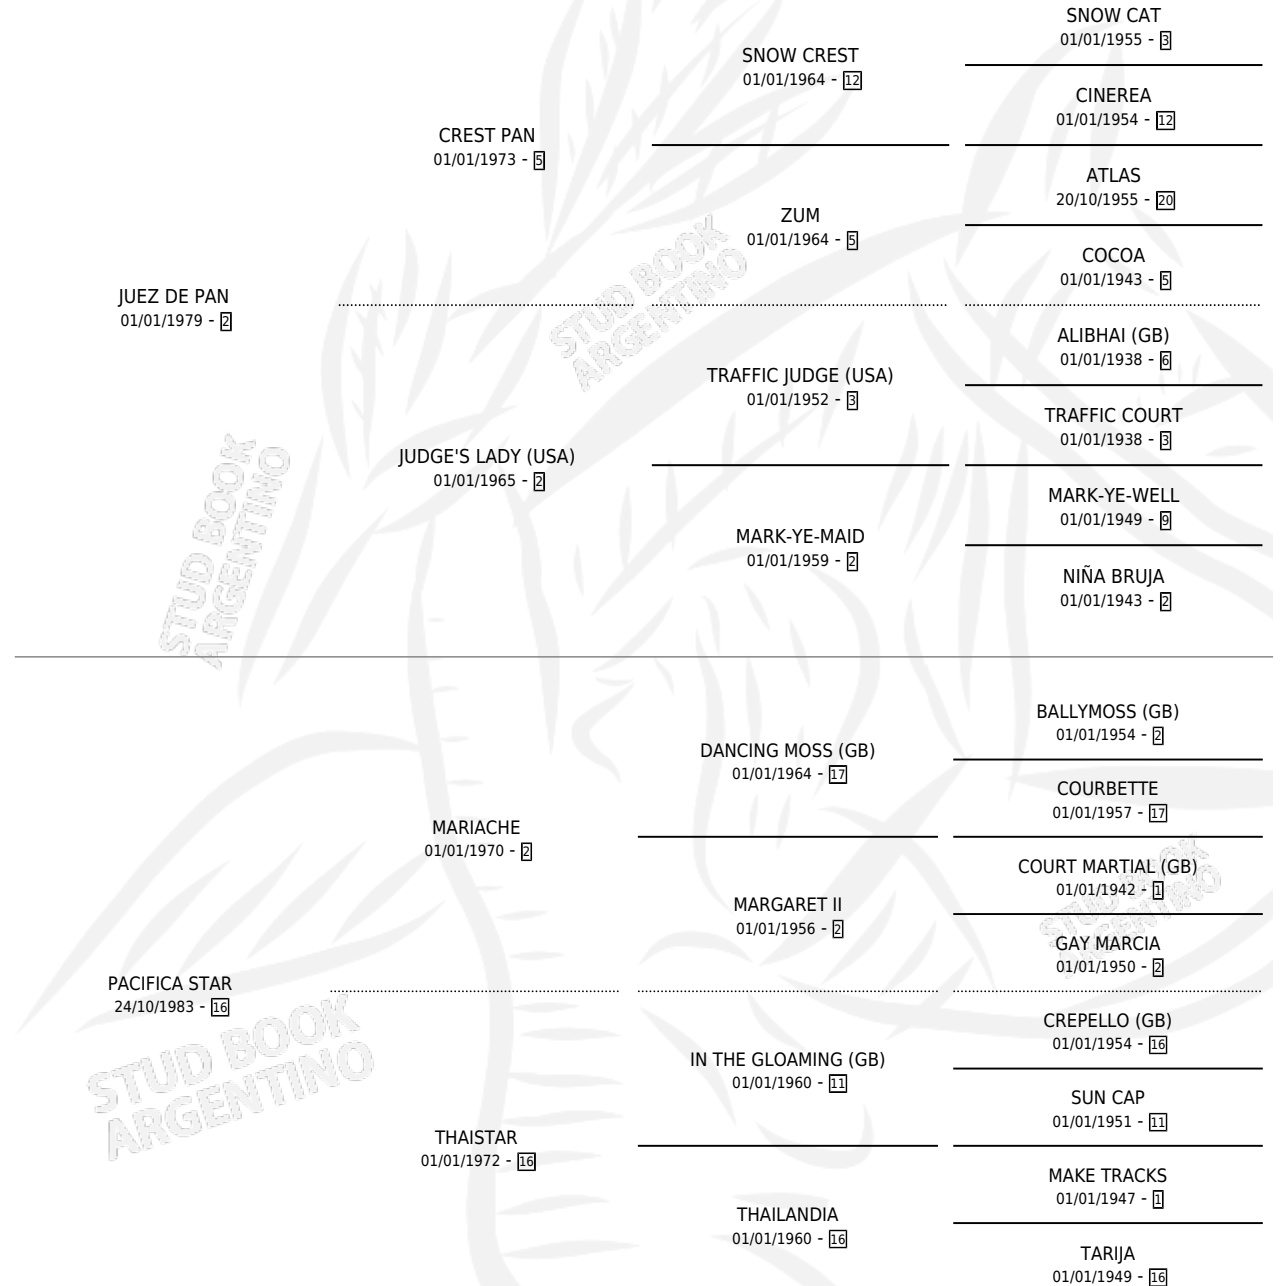 SNOW CAT
01/01/1955 - 3
SNOW CREST
01/01/1964 - 12
CINEREA
01/01/1954 - 12
CREST PAN
01/01/1973 - 5
ATLAS
20/10/1955 - 20
ZUM
01/01/1964 - 5
COCOA
01/01/1943 - 5
JUEZ DE PAN
01/01/1979 - 2
ALIBHAI (GB)
01/01/1938 - 6
TRAFFIC JUDGE (USA)
01/01/1952 - 3
TRAFFIC COURT
01/01/1938 - 3
JUDGE'S LADY (USA)
01/01/1965 - 2
MARK-YE-WELL
01/01/1949 - 9
MARK-YE-MAID
01/01/1959 - 2
NIÑA BRUJA
01/01/1943 - 2
BALLYMOSS (GB)
01/01/1954 - 2
DANCING MOSS (GB)
01/01/1964 - 17
COURBETTE
01/01/1957 - 17
MARIACHE
01/01/1970 - 2
COURT MARTIAL (GB)
01/01/1942 - 1
MARGARET II
01/01/1956 - 2
GAY MARCIA
01/01/1950 - 2
PACIFICA STAR
24/10/1983 - 16
CREPELLO (GB)
01/01/1954 - 16
IN THE GLOAMING (GB)
01/01/1960 - 11
SUN CAP
01/01/1951 - 11
THAISTAR
01/01/1972 - 16
MAKE TRACKS
01/01/1947 - 1
THAILANDIA
01/01/1960 - 16
TARIJA
01/01/1949 - 16
STUD BOOK
ARGENTINO
STUD BOOK
ARGENTINO
STUD BOOK
ARGENTINO
STUD BOOK
ARGENTINO